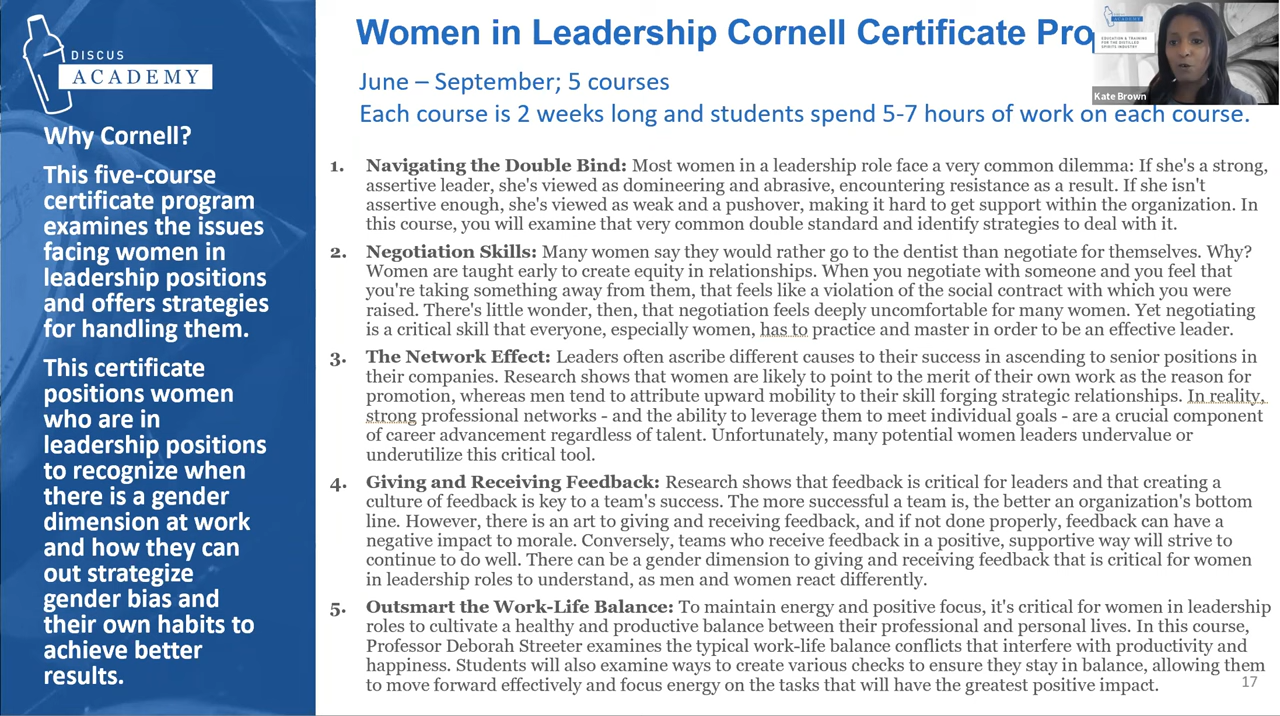 DISCUS
ACADEMY
Why Cornell?
This five-course
certificate program
examines the issues
facing women in
leadership positions
and offers strategies
for handling them.
This certificate
positions women
who are in
leadership positions
to recognize when
there is a gender
dimension at work
and how they can
out strategize
gender bias and
their own habits to
achieve better
results.
Women in Leadership Cornell Certificate Pro
June – September; 5 courses
Each course is 2 weeks long and students spend 5-7 hours of work on each course.
1. Navigating the Double Bind: Most women in a leadership role face a very common dilemma: If she's a strong,
assertive leader, she's viewed as domineering and abrasive, encountering resistance as a result. If she isn't
assertive enough, she's viewed as weak and a pushover, making it hard to get support within the organization. In
this course, you will examine that very common double standard and identify strategies to deal with it.
2. Negotiation Skills: Many women say they would rather go to the dentist than negotiate for themselves. Why?
Women are taught early to create equity in relationships. When you negotiate with someone and you feel that
you're taking something away from them, that feels like a violation of the social contract with which you were
raised. There's little wonder, then, that negotiation feels deeply uncomfortable for many women. Yet negotiating
is a critical skill that everyone, especially women, has to practice and master in order to be an effective leader.
3. The Network Effect: Leaders often ascribe different causes to their success in ascending to senior positions in
their companies. Research shows that women are likely to point to the merit of their own work as the reason for
promotion, whereas men tend to attribute upward mobility to their skill forging strategic relationships. In reality,
strong professional networks - and the ability to leverage them to meet individual goals - are a crucial component
of career advancement regardless of talent. Unfortunately, many potential women leaders undervalue or
underutilize this critical tool.
4. Giving and Receiving Feedback: Research shows that feedback is critical for leaders and that creating a
culture of feedback is key to a team's success. The more successful a team is, the better an organization's bottom
line. However, there is an art to giving and receiving feedback, and if not done properly, feedback can have a
negative impact to morale. Conversely, teams who receive feedback in a positive, supportive way will strive to
continue to do well. There can be a gender dimension to giving and receiving feedback that is critical for women
in leadership roles to understand, as men and women react differently.
5. Outsmart the Work-Life Balance: To maintain energy and positive focus, it's critical for women in leadership
roles to cultivate a healthy and productive balance between their professional and personal lives. In this course,
Professor Deborah Streeter examines the typical work-life balance conflicts that interfere with productivity and
happiness. Students will also examine ways to create various checks to ensure they stay in balance, allowing them
to move forward effectively and focus energy on the tasks that will have the greatest positive impact.
17
ACADEMY
EDUCATION & TRAINING
FOR THE DISTILLED
SPIRITS INDUSTRY
Kate Brown